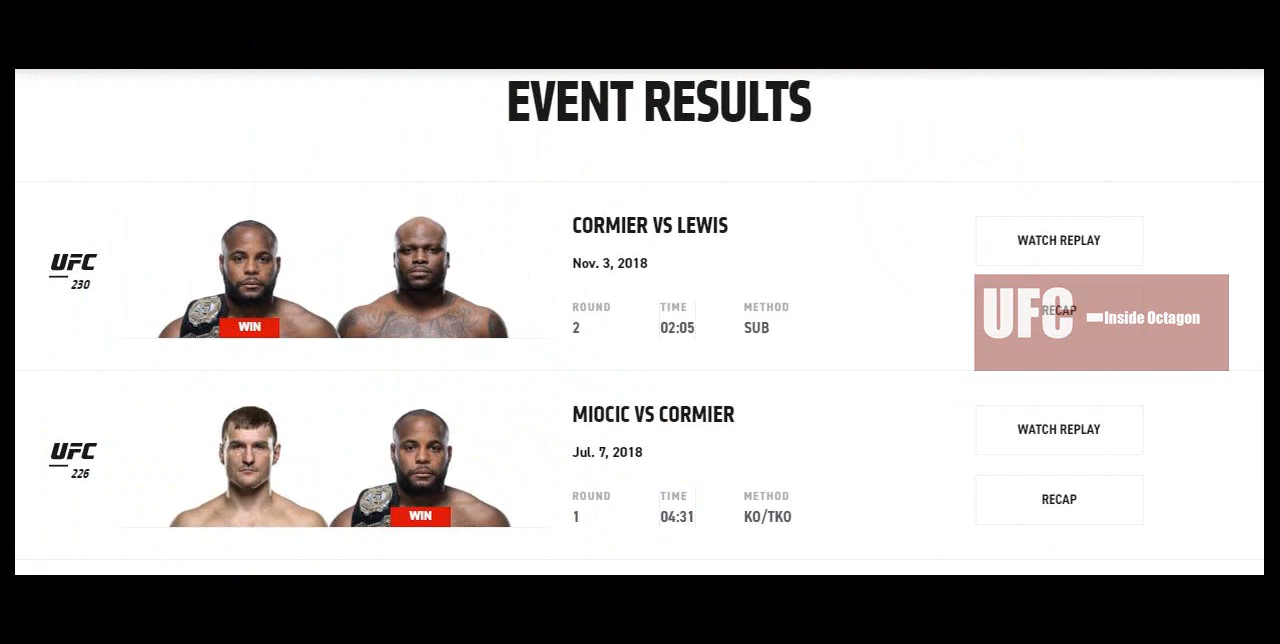 EVENT RESULTS
UFC
230
WIN
CORMIER VS LEWIS
Nov. 3, 2018
ROUND TIME METHOD
2 02:05 SUB
WATCH REPLAY
RECAP
UFC
Inside Octagon
UFC
226
WIN
MIOCIC VS CORMIER
Jul. 7, 2018
ROUND TIME METHOD
1 04:31 KO/TKO
WATCH REPLAY
RECAP